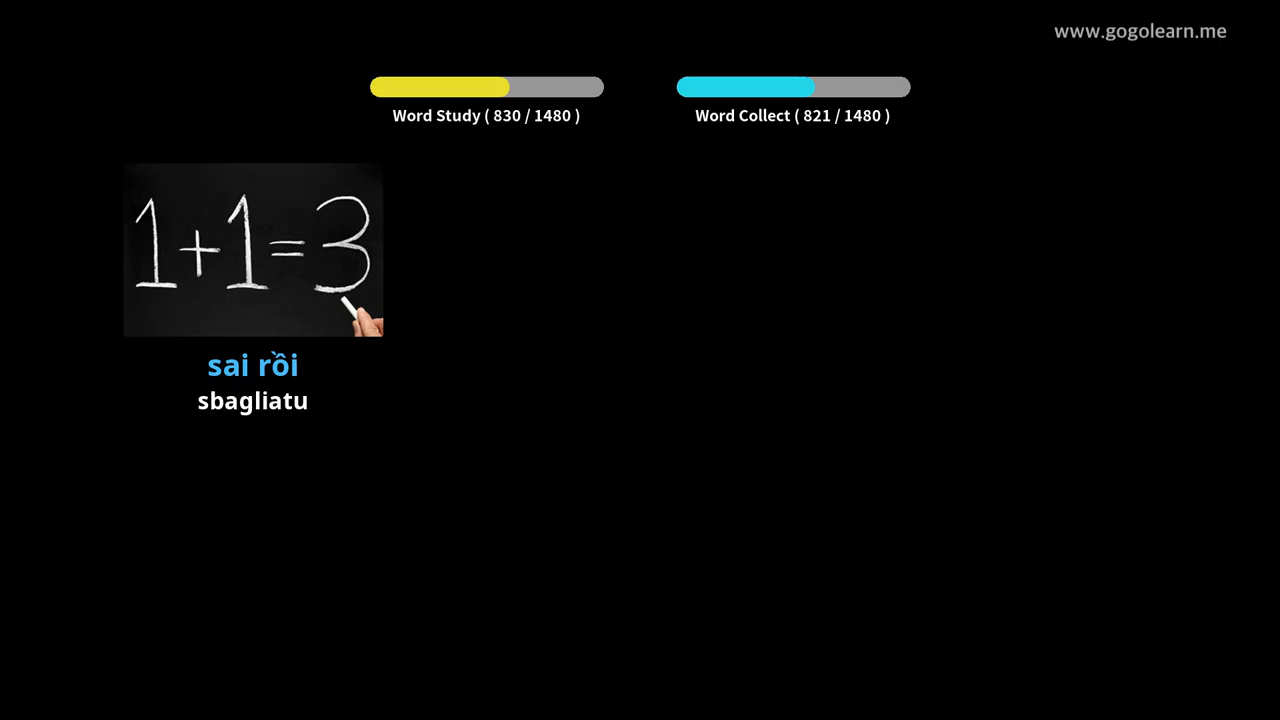 www.gogolearn.me
Word Study ( 830 / 1480 )
Word Collect ( 821 / 1480 )
1+1=3
sai rồi
sbagliatu